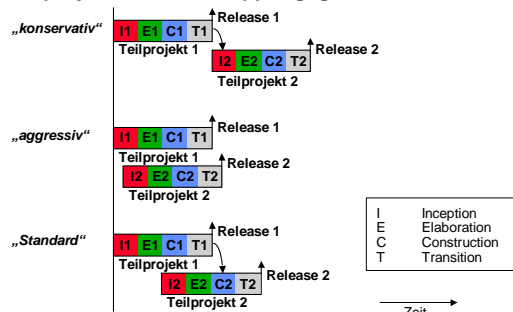 „konservativ“
I1 E1 C1 T1
Release 1
Teilprojekt 1
Release 2
I2 E2 C2 T2
Teilprojekt 2
„aggressiv“
I1 E1 C1 T1
Release 1
Teilprojekt 1
Release 2
I2 E2 C2 T2
Teilprojekt 2
„Standard“
I1 E1 C1 T1
Release 1
Teilprojekt 1
Release 2
I2 E2 C2 T2
Teilprojekt 2
I Inception
E Elaboration
C Construction
T Transition
Zeit